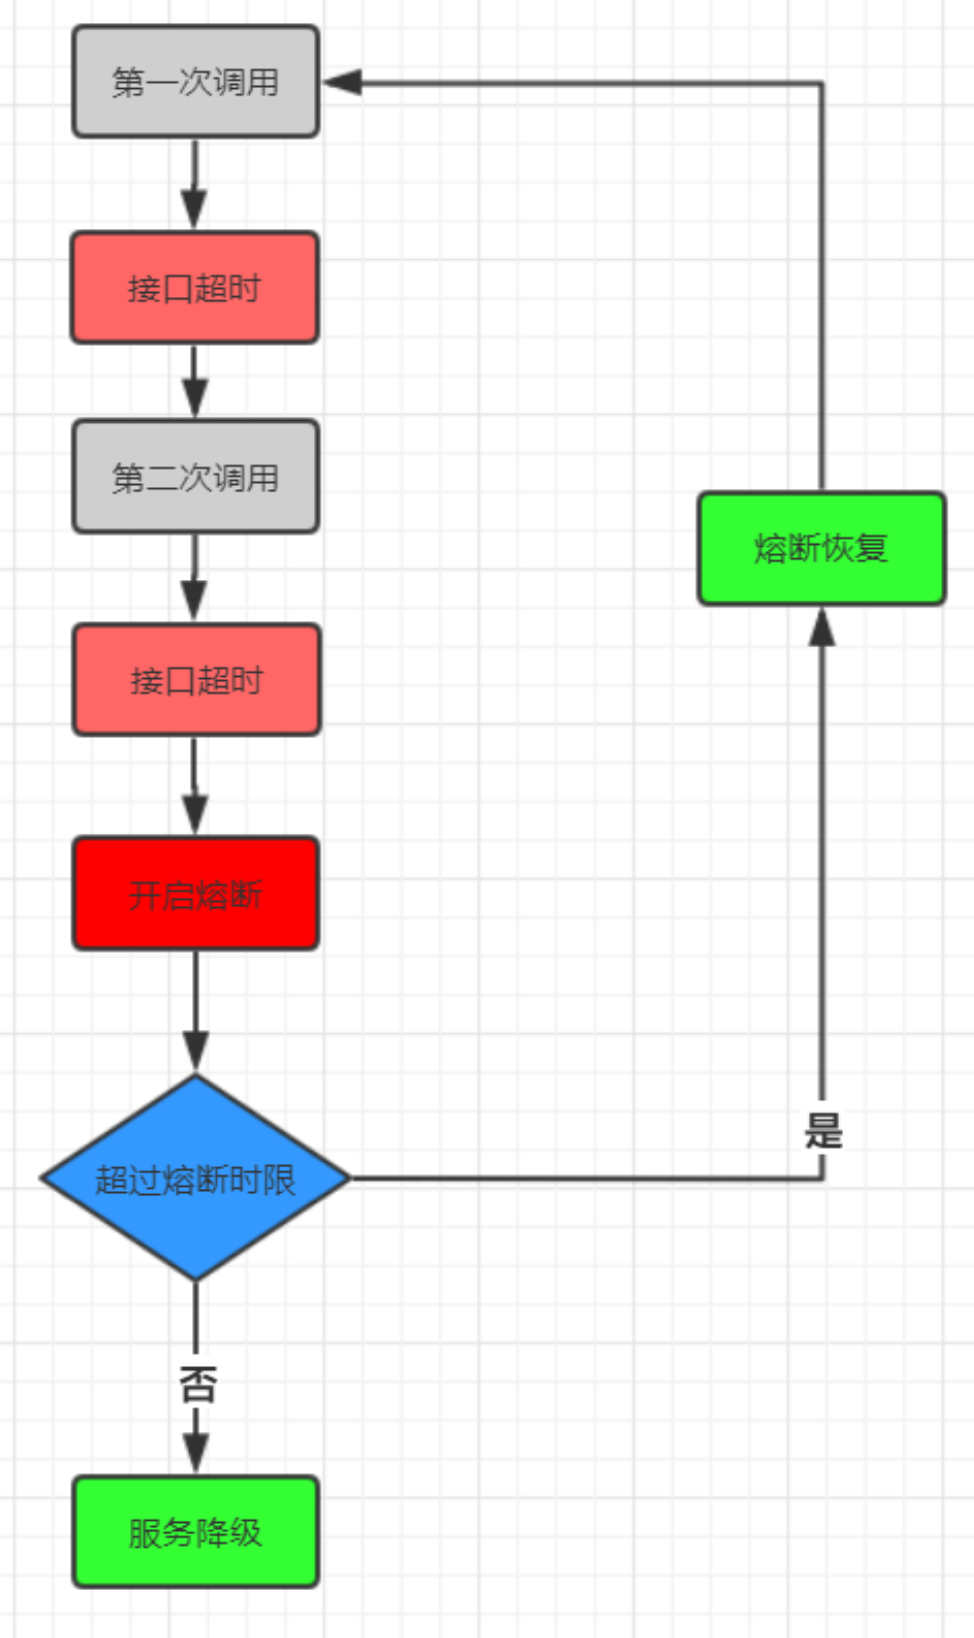 第一次调用
接口超时
第二次调用
熔断恢复
接口超时
开启熔断
是
超过熔断时限
否
服务降级